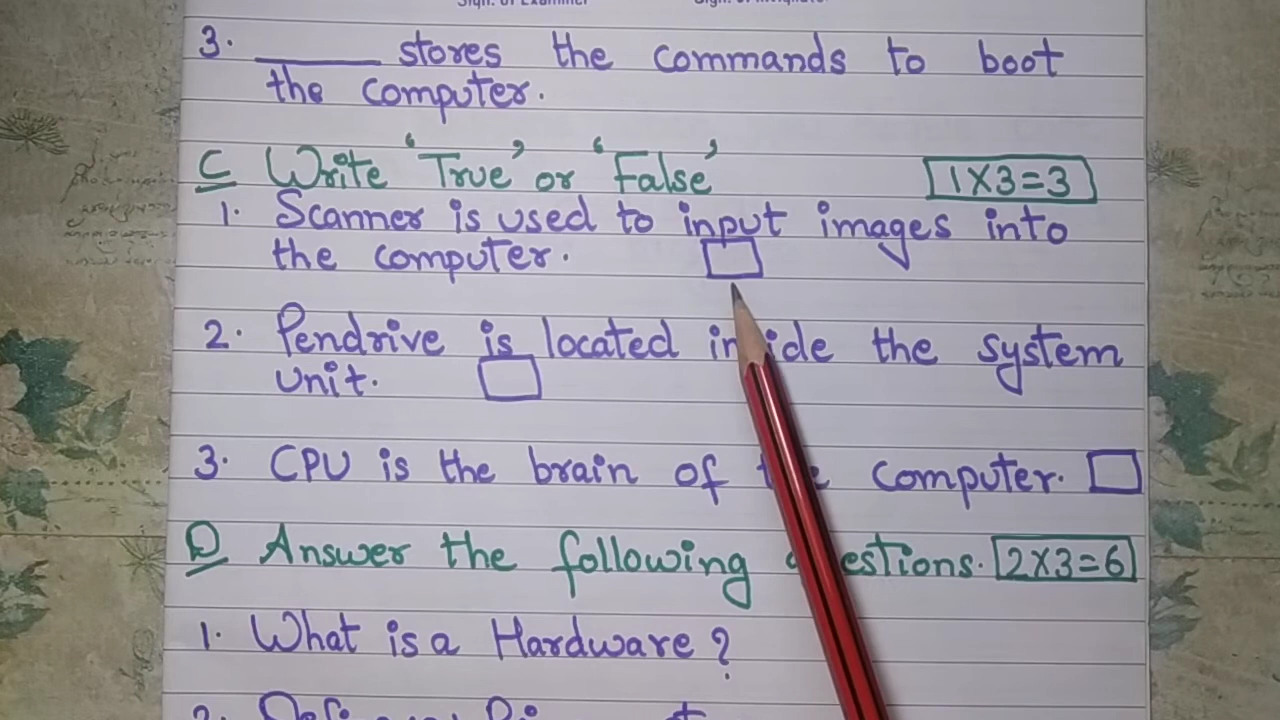 3. ______ stores the commands to boot
the computer.
C Write 'True' or 'False' 1X3=3
1. Scanner is used to input images into
the computer.
2. Pendrive is located inside the system
unit.
3. CPU is the brain of the computer.
D Answer the following questions. 2X3=6
1. What is a Hardware?
2.